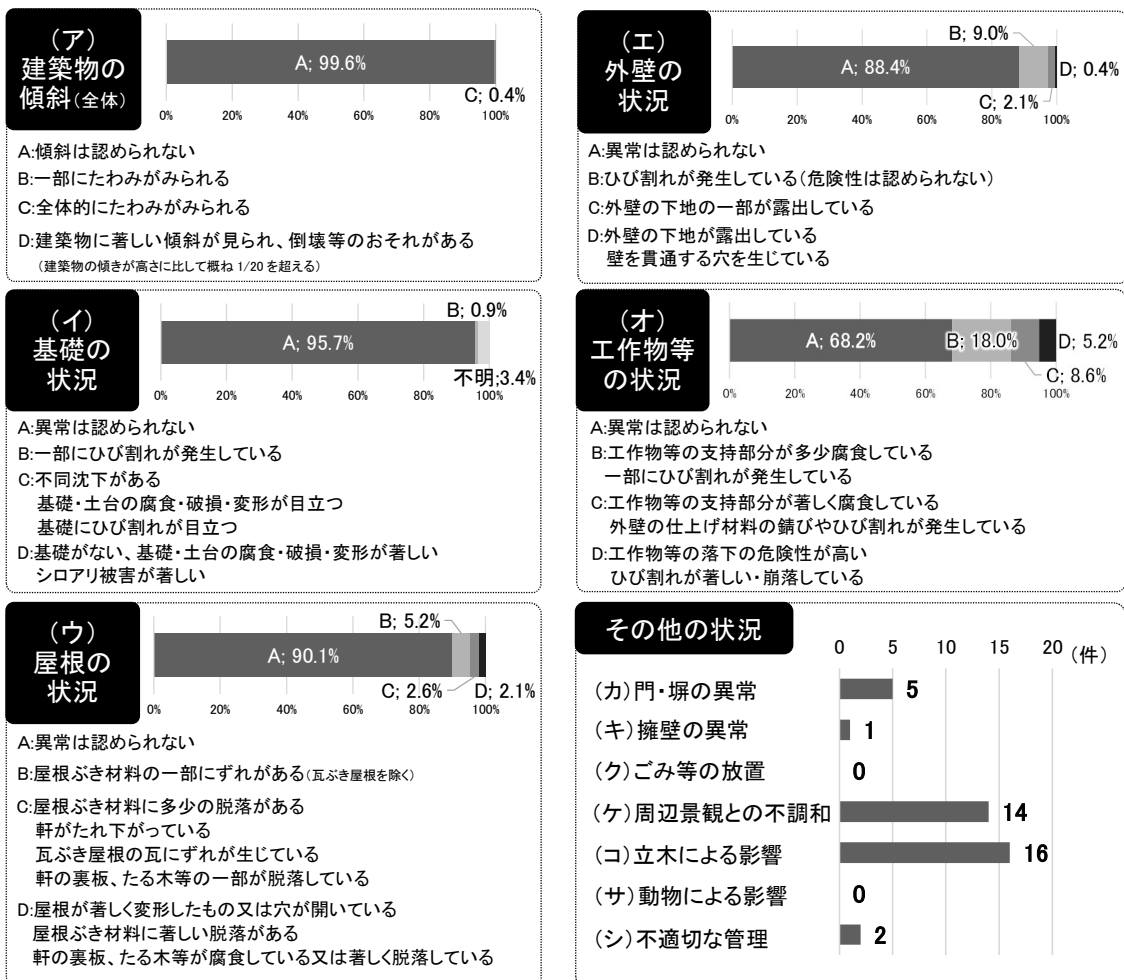 （ア）
建築物の
傾斜（全体）
A; 99.6%
C; 0.4%
0% 20% 40% 60% 80% 100%
A:傾斜は認められない
B:一部にたわみがみられる
C:全体的にたわみがみられる
D:建築物に著しい傾斜が見られ、倒壊等のおそれがある
（建築物の傾きが高さに比して概ね 1/20 を超える）
（イ）
基礎の
状況
B; 0.9%
A; 95.7%
不明;3.4%
0% 20% 40% 60% 80% 100%
A:異常は認められない
B:一部にひび割れが発生している
C:不同沈下がある
基礎・土台の腐食・破損・変形が目立つ
基礎にひび割れが目立つ
D:基礎がない、基礎・土台の腐食・破損・変形が著しい
シロアリ被害が著しい
（ウ）
屋根の
状況
B; 5.2%
A; 90.1%
C; 2.6% D; 2.1%
0% 20% 40% 60% 80% 100%
A:異常は認められない
B:屋根ぶき材料の一部にずれがある（瓦ぶき屋根を除く）
C:屋根ぶき材料に多少の脱落がある
軒がたれ下がっている
瓦ぶき屋根の瓦にずれが生じている
軒の裏板、たる木等の一部が脱落している
D:屋根が著しく変形したもの又は穴が開いている
屋根ぶき材料に著しい脱落がある
軒の裏板、たる木等が腐食している又は著しく脱落している
（エ）
外壁の
状況
B; 9.0%
A; 88.4%
D; 0.4%
C; 2.1%
0% 20% 40% 60% 80% 100%
A:異常は認められない
B:ひび割れが発生している（危険性は認められない）
C:外壁の下地の一部が露出している
D:外壁の下地が露出している
壁を貫通する穴を生じている
（オ）
工作物等
の状況
A; 68.2% B; 18.0% D; 5.2%
C; 8.6%
0% 20% 40% 60% 80% 100%
A:異常は認められない
B:工作物等の支持部分が多少腐食している
一部にひび割れが発生している
C:工作物等の支持部分が著しく腐食している
外壁の仕上げ材料の錆びやひび割れが発生している
D:工作物等の落下の危険性が高い
ひび割れが著しい・崩落している
その他の状況
0 5 10 15 20 （件）
（カ）門・塀の異常 5
（キ）擁壁の異常 1
（ク）ごみ等の放置 0
（ケ）周辺景観との不調和 14
（コ）立木による影響 16
（サ）動物による影響 0
（シ）不適切な管理 2